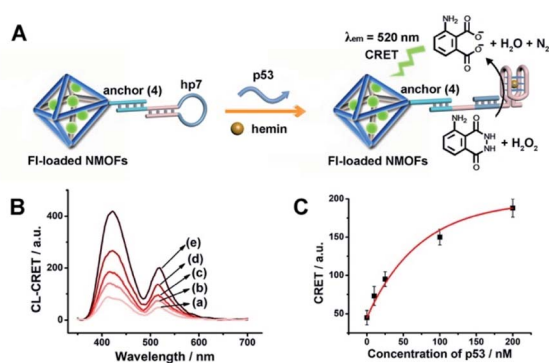 A
anchor (4)
hp7
Fl-loaded NMOFs
p53
hemin
λem = 520 nm
CRET
NH₂
O
O⁻
O⁻
O
+ H₂O + N₂
anchor (4)
Fl-loaded NMOFs
NH₂
O
NH
NH
O
+ H₂O₂
B
CL-CRET / a.u.
400
200
0
(e)
(d)
(c)
(b)
(a)
400
500
600
700
Wavelength / nm
C
CRET / a.u.
200
150
100
50
0
0
50
100
150
200
Concentration of p53 / nM